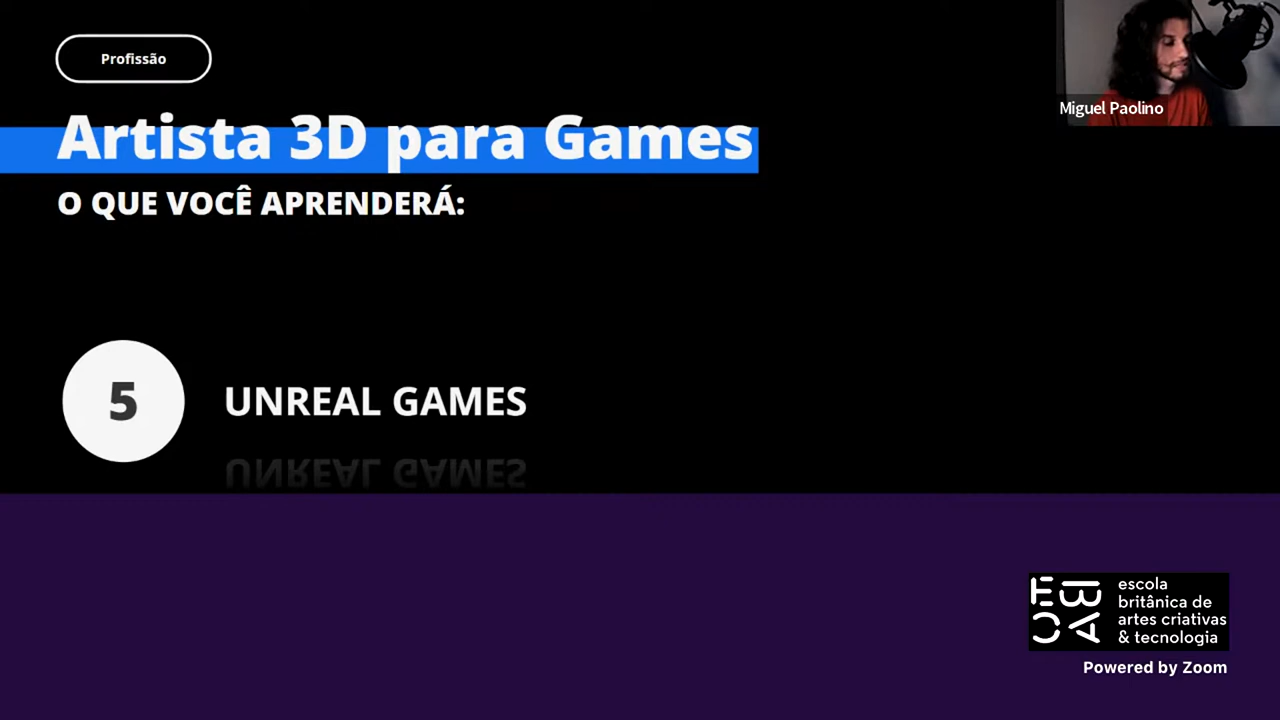 Profissão
Miguel Paolino
Artista 3D para Games
O QUE VOCÊ APRENDERÁ:
5
UNREAL GAMES
UNREAL GAMES
EBAC
escola
britânica de
artes criativas
& tecnologia
Powered by Zoom